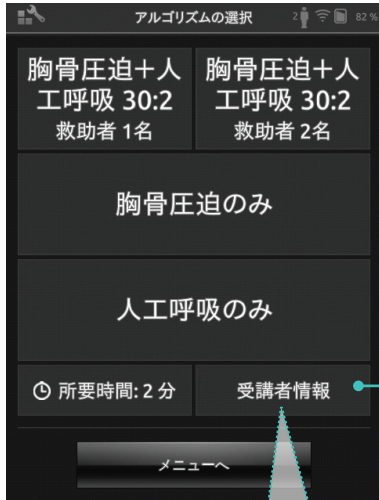 アルゴリズムの選択 2 82 %
胸骨圧迫＋人
工呼吸 30:2
救助者 1名
胸骨圧迫＋人
工呼吸 30:2
救助者 2名
胸骨圧迫のみ
人工呼吸のみ
所要時間: 2 分
受講者情報
メニューへ